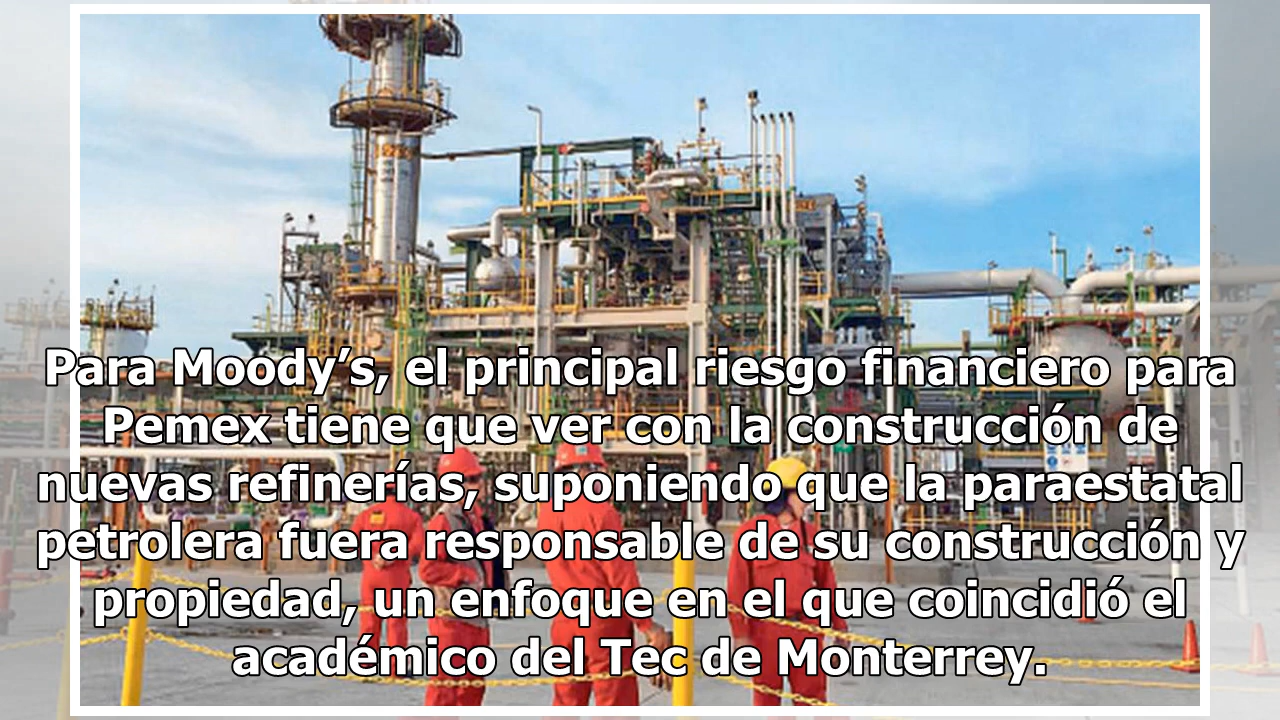 Para Moody’s, el principal riesgo financiero para
Pemex tiene que ver con la construcción de
nuevas refinerías, suponiendo que la paraestatal
petrolera fuera responsable de su construcción y
propiedad, un enfoque en el que coincidió el
académico del Tec de Monterrey.